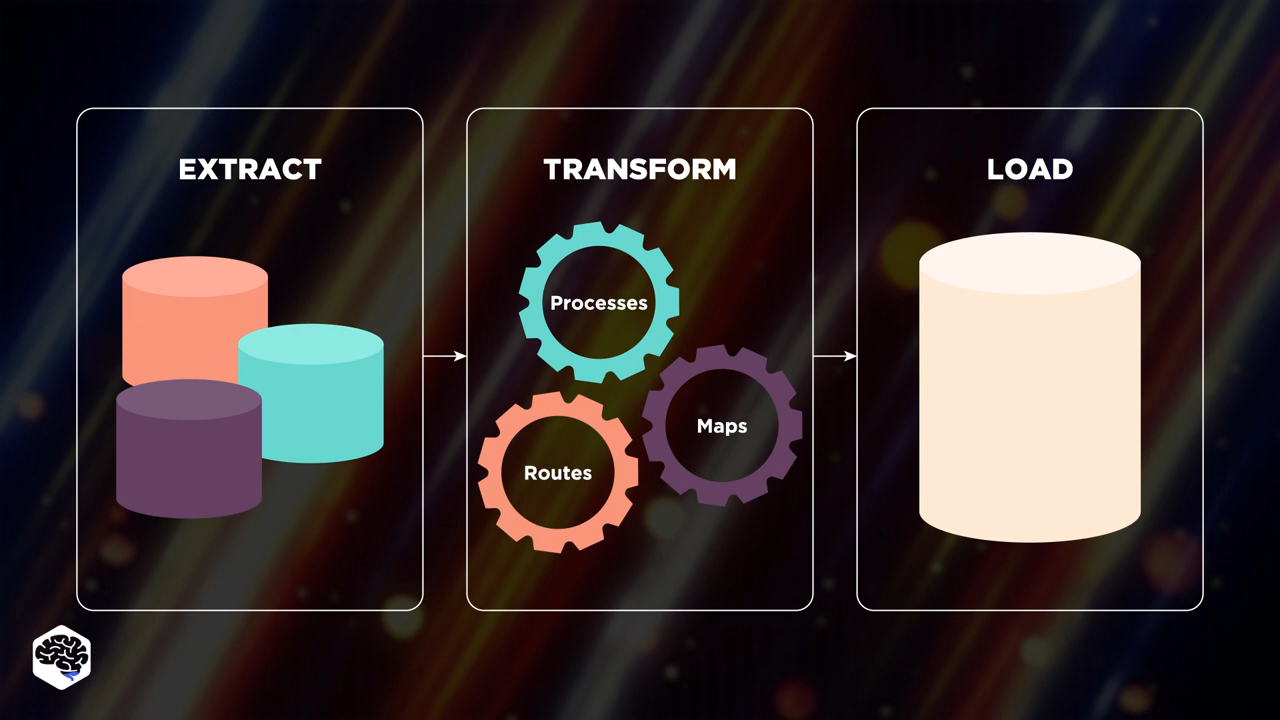 EXTRACT
TRANSFORM
LOAD
Processes
Maps
Routes